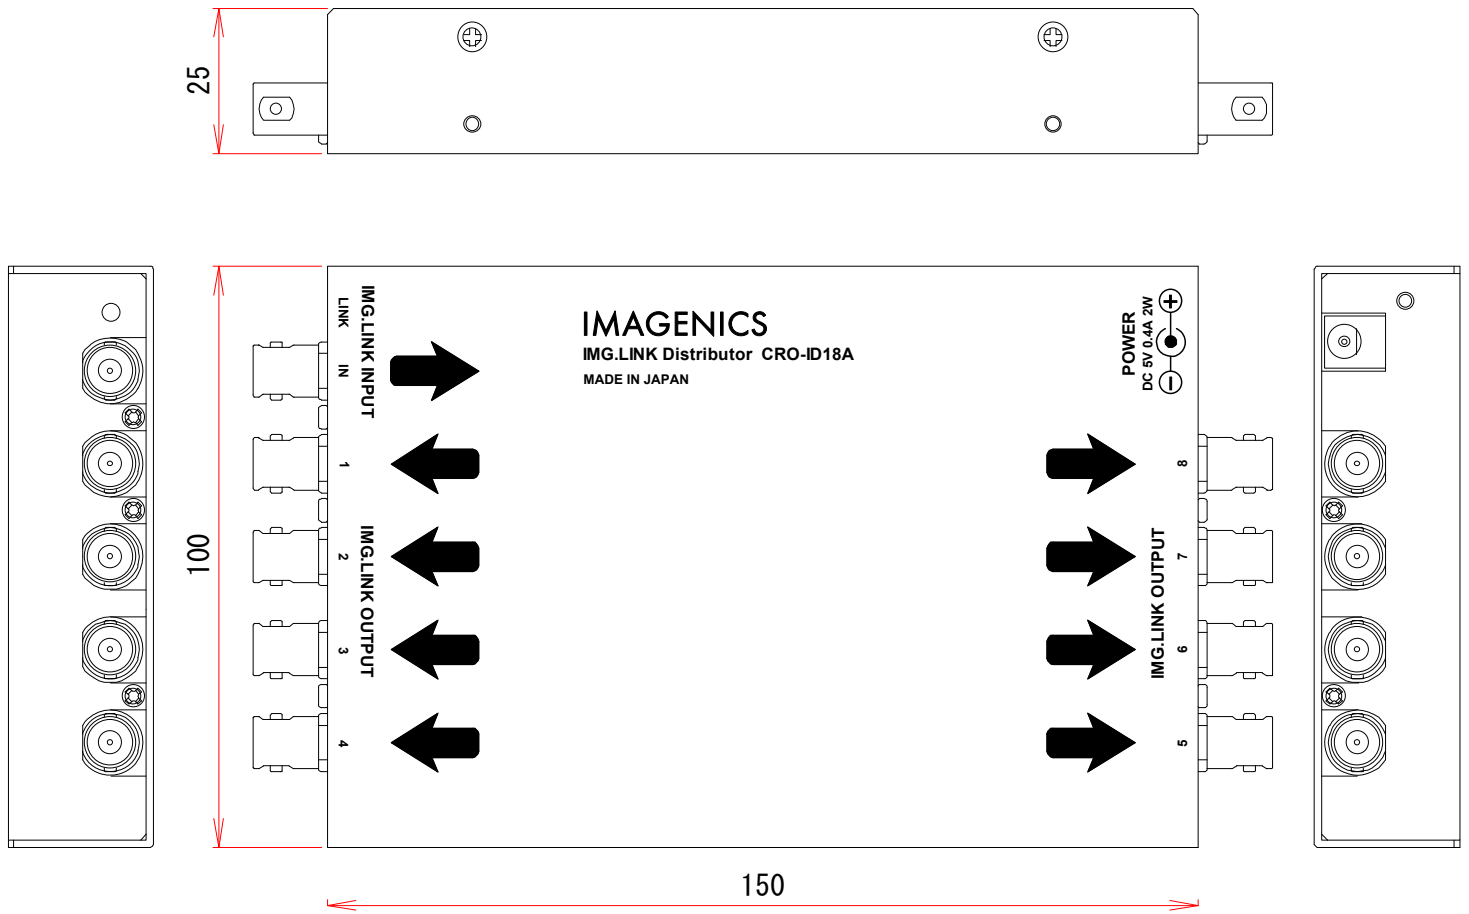 25
IMG.LINK INPUT
LINK
IN
IMAGENICS
IMG.LINK Distributor CRO-ID18A
MADE IN JAPAN
POWER
DC 5V 0.4A 2W
100
IMG.LINK OUTPUT
1
2
3
4
IMG.LINK OUTPUT
8
7
6
5
150